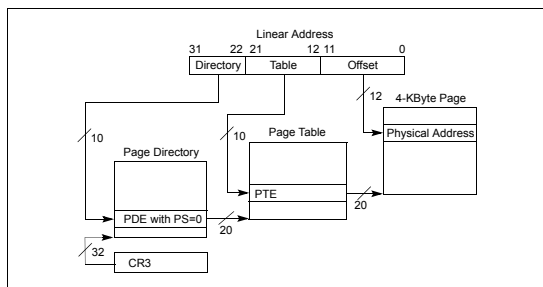 Linear Address
31 22 21 12 11 0
Directory Table Offset
12 4-KByte Page
10 10 Page Table Physical Address
Page Directory
PTE
20
PDE with PS=0
20
32
CR3